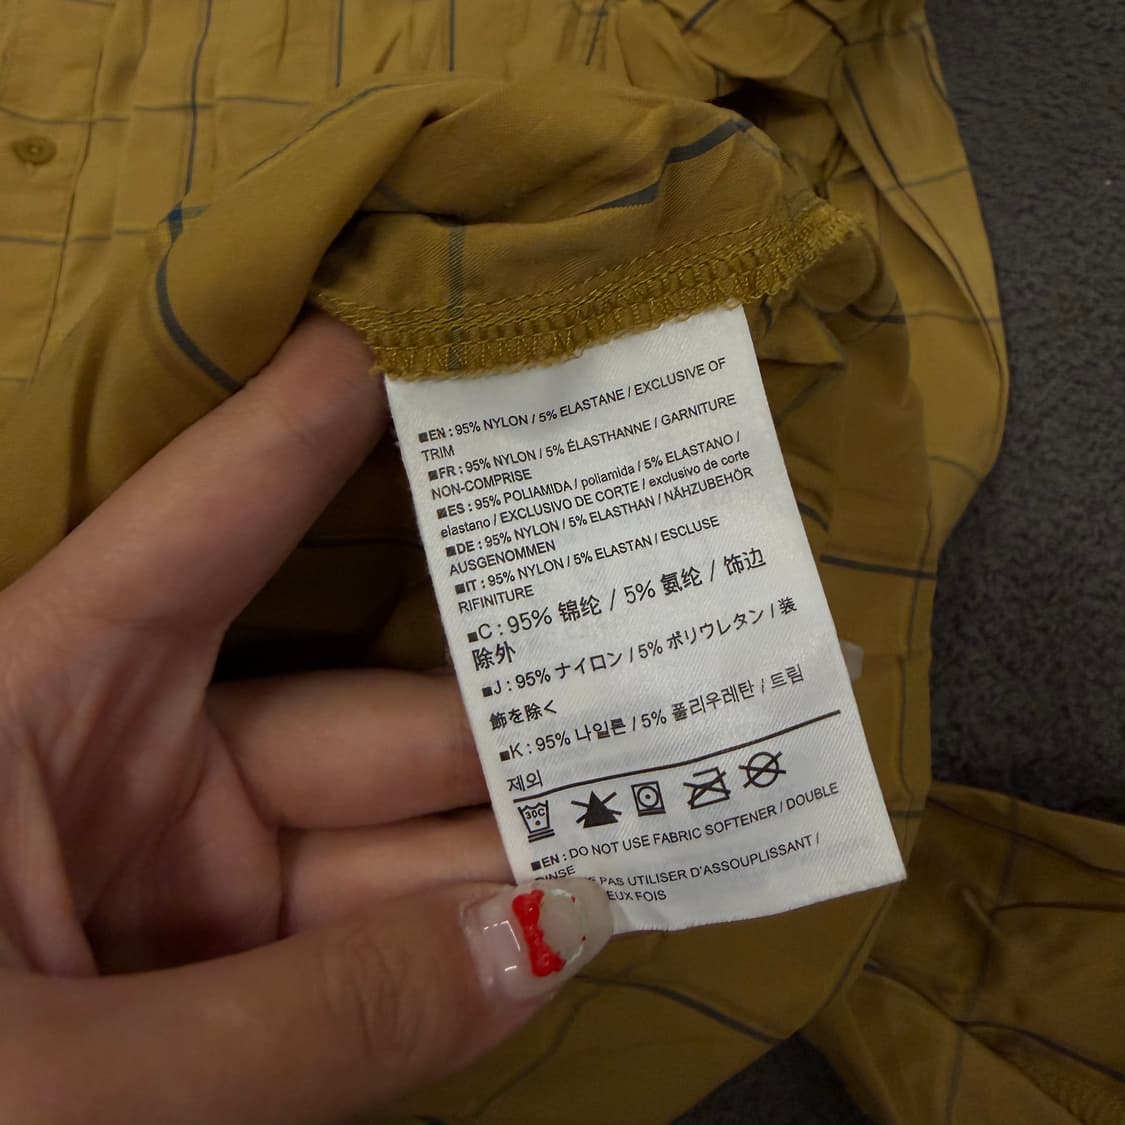 ■EN : 95% NYLON / 5% ELASTANE / EXCLUSIVE OF
TRIM
■FR : 95% NYLON / 5% ÉLASTHANNE / GARNITURE
NON-COMPRISE
■ES : 95% POLIAMIDA / poliamida / 5% ELASTANO /
elastano / EXCLUSIVO DE CORTE / exclusivo de corte
■DE : 95% NYLON / 5% ELASTHAN / NÄHZUBEHÖR
AUSGENOMMEN
■IT : 95% NYLON / 5% ELASTAN / ESCLUSE
RIFINITURE
■C : 95% 锦纶 / 5% 氨纶 / 饰边
除外
■J : 95% ナイロン / 5% ポリウレタン / 装
飾を除く
■K : 95% 나일론 / 5% 폴리우레탄 / 트림
제외
30C
■EN : DO NOT USE FABRIC SOFTENER / DOUBLE
RINSE
PAS UTILISER D'ASSOUPLISSANT /
FOIS